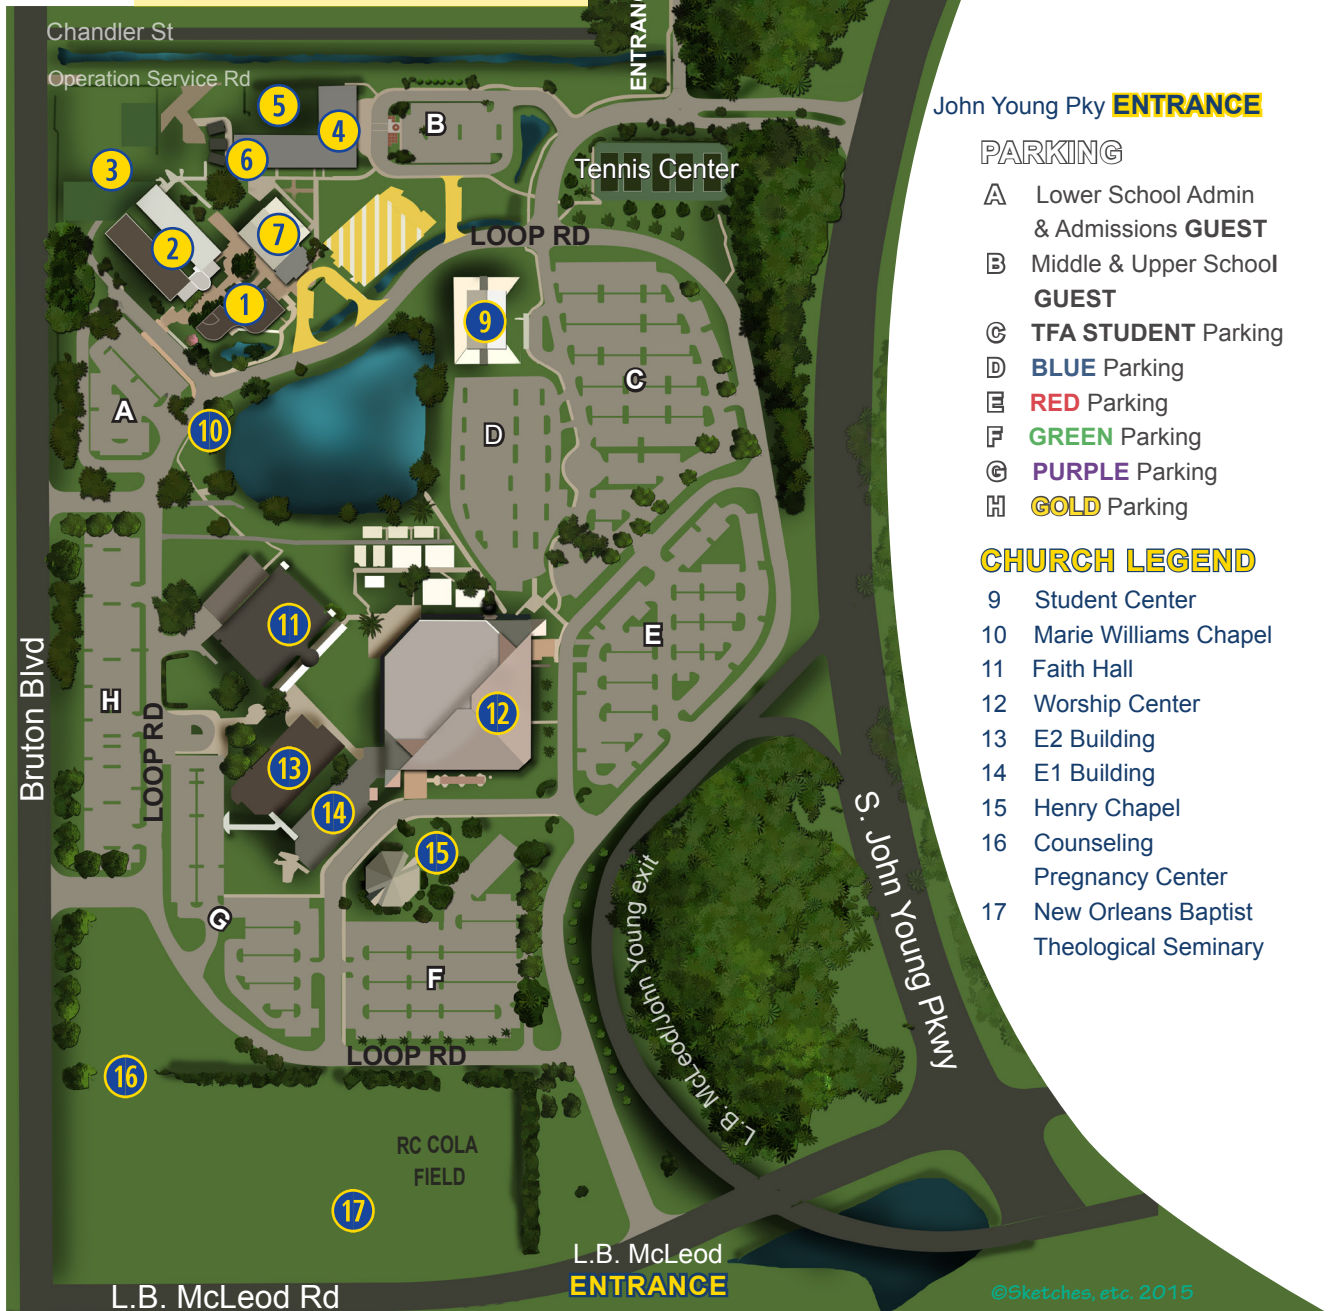 Chandler St
Operation Service Rd
5
4
6
3
2
7
1
B
Tennis Center
LOOP RD
9
C
A
10
D
11
E
H
12
Bruton Blvd
LOOP RD
13
14
15
G
F
S. John Young Pkwy
L.B. McLeod/John Young exit
LOOP RD
16
RC COLA
FIELD
17
L.B. McLeod
ENTRANCE
L.B. McLeod Rd
John Young Pky ENTRANCE
PARKING
A Lower School Admin
& Admissions GUEST
B Middle & Upper School
GUEST
C TFA STUDENT Parking
D BLUE Parking
E RED Parking
F GREEN Parking
G PURPLE Parking
H GOLD Parking
CHURCH LEGEND
9 Student Center
10 Marie Williams Chapel
11 Faith Hall
12 Worship Center
13 E2 Building
14 E1 Building
15 Henry Chapel
16 Counseling
Pregnancy Center
17 New Orleans Baptist
Theological Seminary
©Sketches, etc. 2015